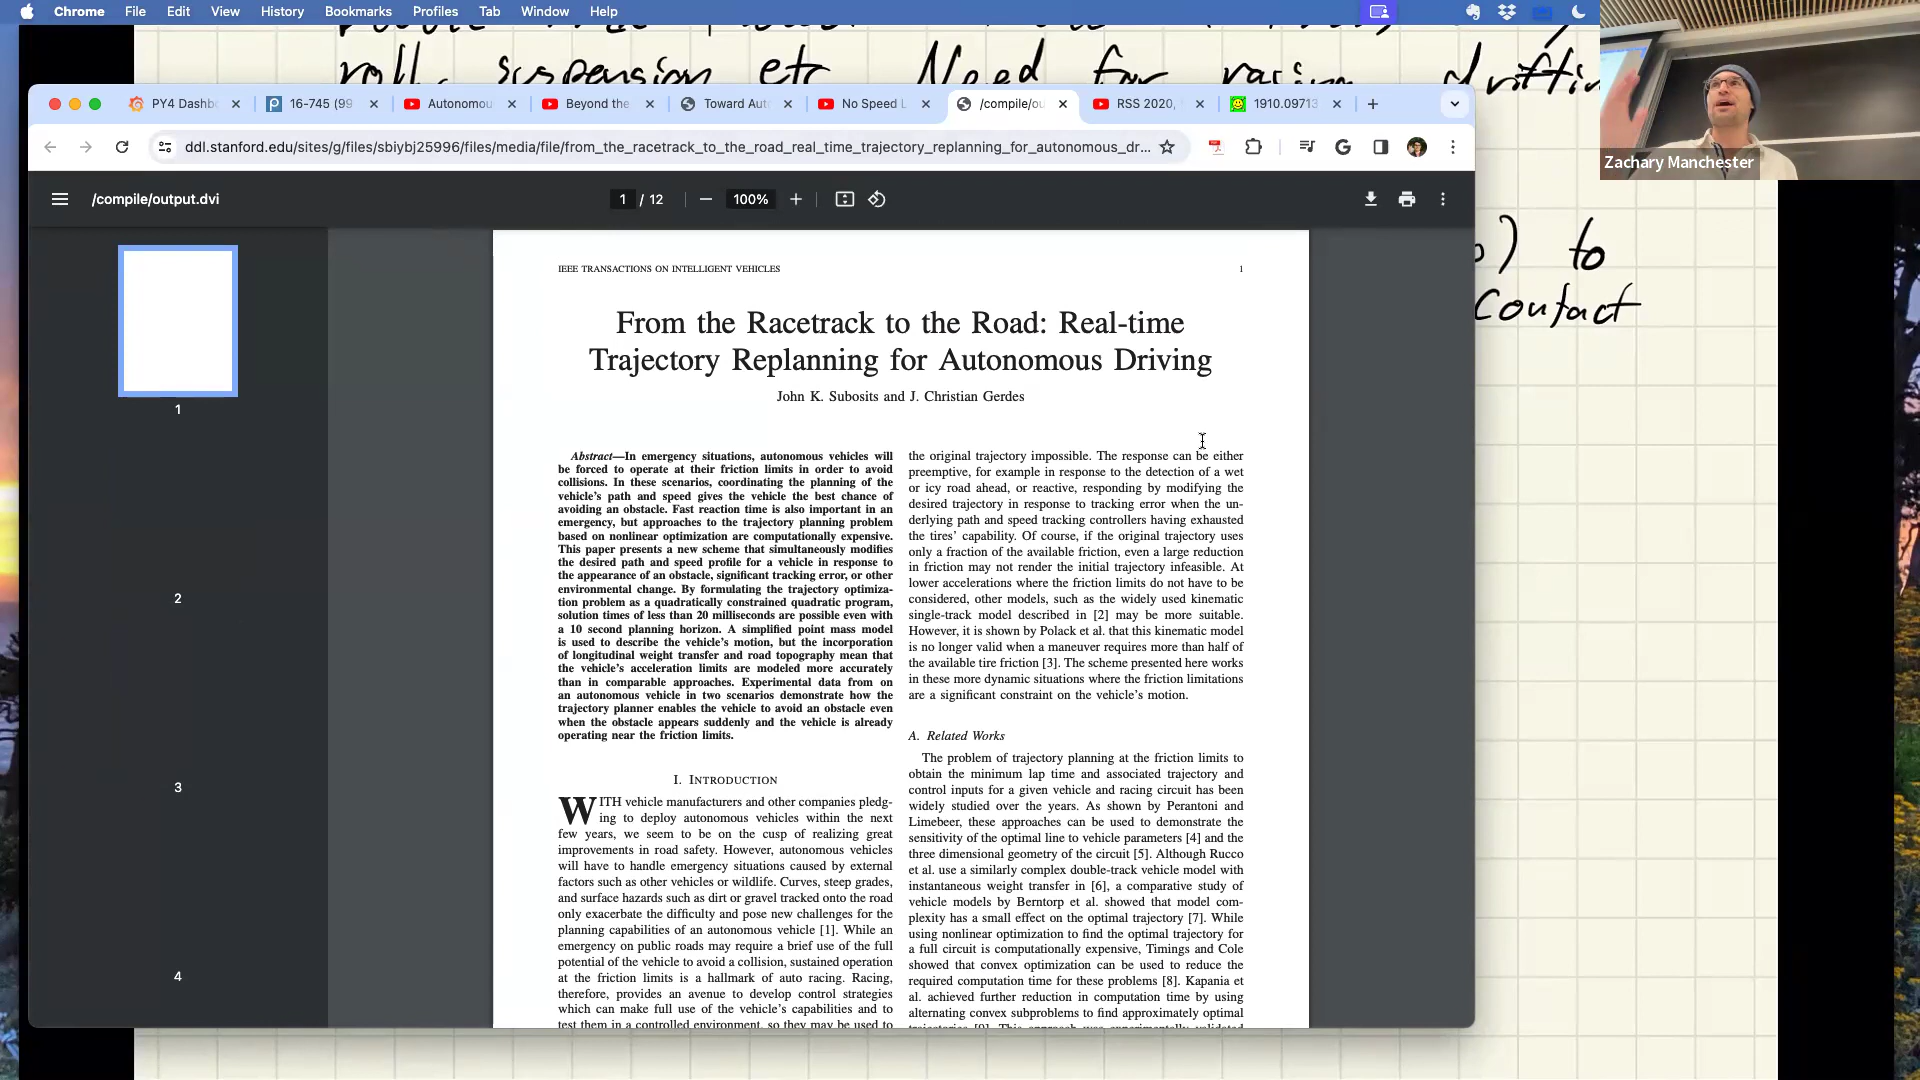 Chrome File Edit View History Bookmarks Profiles Tab Window Help
roll, suspension etc. Need for racing, driftin
Zachary Manchester
PY4 Dashb
16-745 (99
Autonomou
Beyond the
Toward Aut
No Speed L
/compile/ou
RSS 2020,
1910.09713
ddl.stanford.edu/sites/g/files/sbiybj25996/files/media/file/from_the_racetrack_to_the_road_real_time_trajectory_replanning_for_autonomous_dr...
/compile/output.dvi
1 / 12
100%
) to
contact
1
2
3
4
IEEE TRANSACTIONS ON INTELLIGENT VEHICLES 1
From the Racetrack to the Road: Real-time
Trajectory Replanning for Autonomous Driving
John K. Subosits and J. Christian Gerdes
Abstract—In emergency situations, autonomous vehicles will
be forced to operate at their friction limits in order to avoid
collisions. In these scenarios, coordinating the planning of the
vehicle's path and speed gives the vehicle the best chance of
avoiding an obstacle. Fast reaction time is also important in an
emergency, but approaches to the trajectory planning problem
based on nonlinear optimization are computationally expensive.
This paper presents a new scheme that simultaneously modifies
the desired path and speed profile for a vehicle in response to
the appearance of an obstacle, significant tracking error, or other
environmental change. By formulating the trajectory optimiza-
tion problem as a quadratically constrained quadratic program,
solution times of less than 20 milliseconds are possible even with
a 10 second planning horizon. A simplified point mass model
is used to describe the vehicle's motion, but the incorporation
of longitudinal weight transfer and road topography mean that
the vehicle's acceleration limits are modeled more accurately
than in comparable approaches. Experimental data from on
an autonomous vehicle in two scenarios demonstrate how the
trajectory planner enables the vehicle to avoid an obstacle even
when the obstacle appears suddenly and the vehicle is already
operating near the friction limits.
I. INTRODUCTION
WITH vehicle manufacturers and other companies pledg-
ing to deploy autonomous vehicles within the next
few years, we seem to be on the cusp of realizing great
improvements in road safety. However, autonomous vehicles
will have to handle emergency situations caused by external
factors such as other vehicles or wildlife. Curves, steep grades,
and surface hazards such as dirt or gravel tracked onto the road
only exacerbate the difficulty and pose new challenges for the
planning capabilities of an autonomous vehicle [1]. While an
emergency on public roads may require a brief use of the full
potential of the vehicle to avoid a collision, sustained operation
at the friction limits is a hallmark of auto racing. Racing,
therefore, provides an avenue to develop control strategies
which can make full use of the vehicle's capabilities and to
test them in a controlled environment, so they may be used to
the original trajectory impossible. The response can be either
preemptive, for example in response to the detection of a wet
or icy road ahead, or reactive, responding by modifying the
desired trajectory in response to tracking error when the un-
derlying path and speed tracking controllers having exhausted
the tires' capability. Of course, if the original trajectory uses
only a fraction of the available friction, even a large reduction
in friction may not render the initial trajectory infeasible. At
lower accelerations where the friction limits do not have to be
considered, other models, such as the widely used kinematic
single-track model described in [2] may be more suitable.
However, it is shown by Polack et al. that this kinematic model
is no longer valid when a maneuver requires more than half of
the available tire friction [3]. The scheme presented here works
in these more dynamic situations where the friction limitations
are a significant constraint on the vehicle's motion.
A. Related Works
The problem of trajectory planning at the friction limits to
obtain the minimum lap time and associated trajectory and
control inputs for a given vehicle and racing circuit has been
widely studied over the years. As shown by Perantoni and
Limebeer, these approaches can be used to demonstrate the
sensitivity of the optimal line to vehicle parameters [4] and the
three dimensional geometry of the circuit [5]. Although Rucco
et al. use a similarly complex double-track vehicle model with
instantaneous weight transfer in [6], a comparative study of
vehicle models by Berntorp et al. showed that model com-
plexity has a small effect on the optimal trajectory [7]. While
using nonlinear optimization to find the optimal trajectory for
a full circuit is computationally expensive, Timings and Cole
showed that convex optimization can be used to reduce the
required computation time for these problems [8]. Kapania et
al. achieved further reduction in computation time by using
alternating convex subproblems to find approximately optimal
trajectories [9]. This approach was experimentally validated